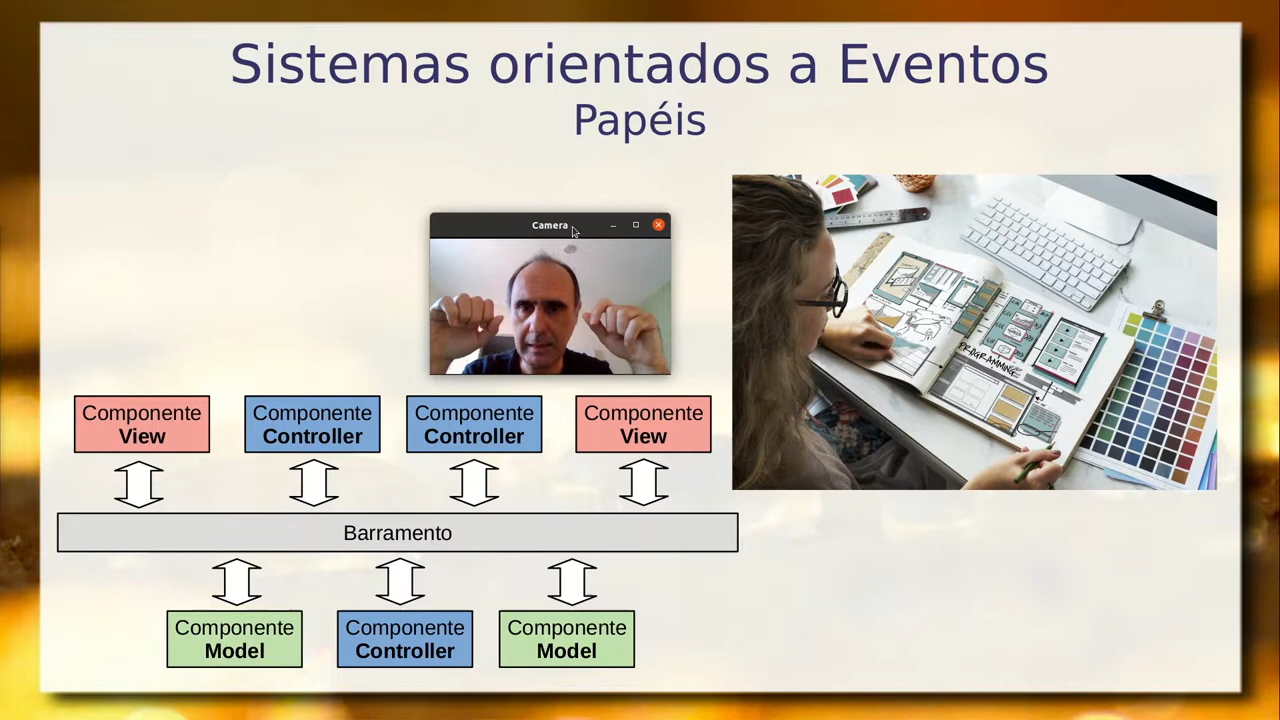 Sistemas orientados a Eventos
Papéis
Camera
PROGRAMMING
Componente
View
Componente
Controller
Componente
Controller
Componente
View
Barramento
Componente
Model
Componente
Controller
Componente
Model